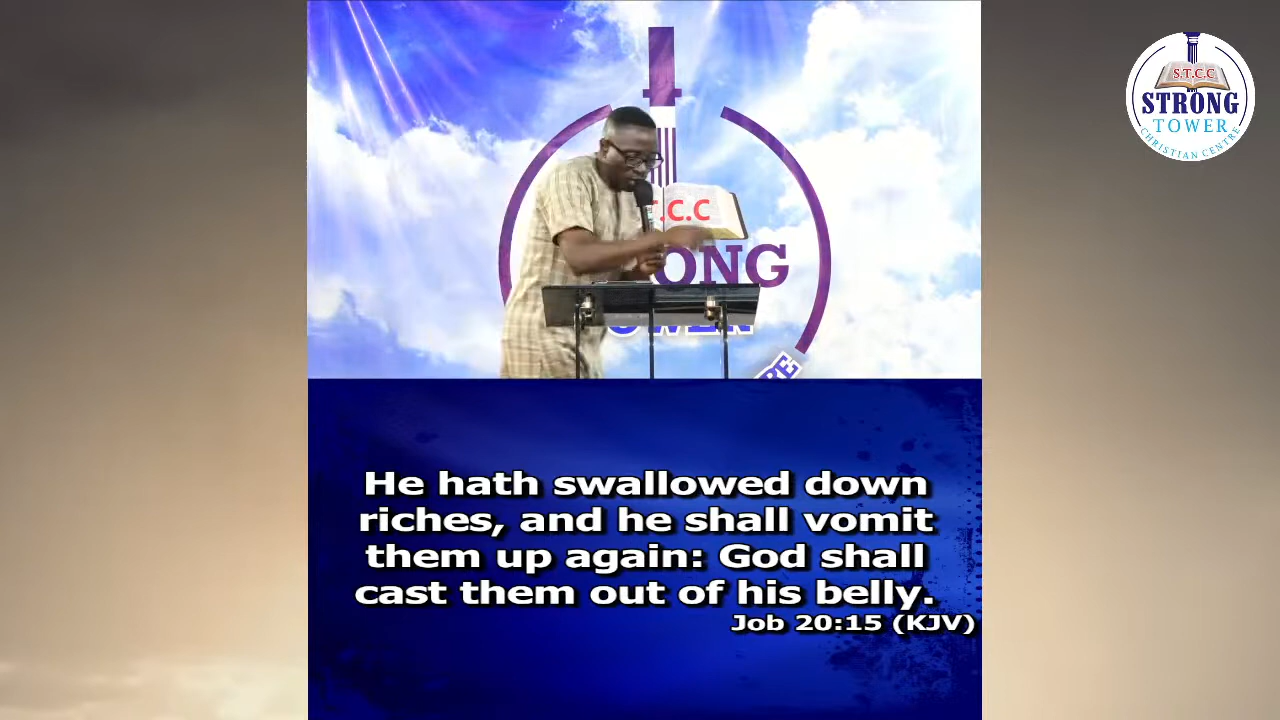 S.T.C.C
STRONG
TOWER
CHRISTIAN CENTRE
T.C.C
ONG
He hath swallowed down
riches, and he shall vomit
them up again: God shall
cast them out of his belly.
Job 20:15 (KJV)